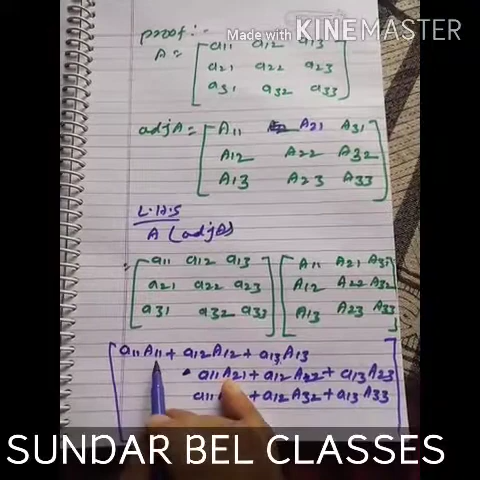 proof :-
Made with KINEMASTER
A = [ a11 a12 a13
a21 a22 a23
a31 a32 a33 ]
adjA = [ A11 A21 A31
A12 A22 A32
A13 A23 A33 ]
L.H.S
A (adjA)
= [ a11 a12 a13 ] [ A11 A21 A31
a21 a22 a23 A12 A22 A32
a31 a32 a33 A13 A23 A33 ]
[ a11A11 + a12A12 + a13A13
a11A21 + a12A22 + a13A23
a11 + a12A32 + a13A33 ]
SUNDAR BEL CLASSES